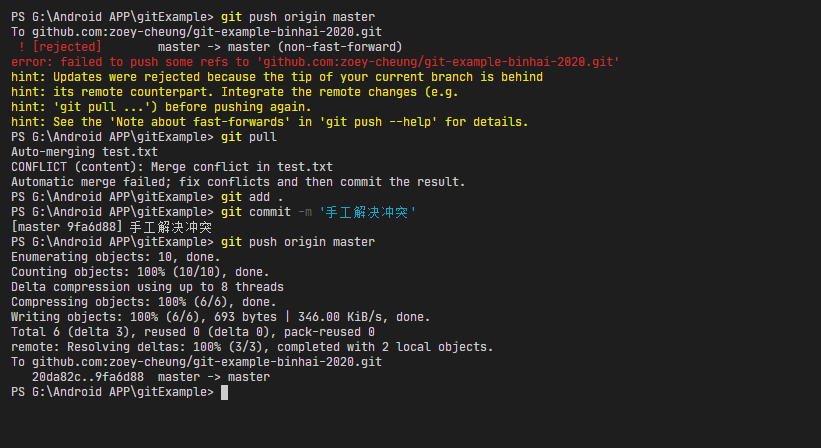 PS G:\Android APP\gitExample> git push origin master
To github.com:zoey-cheung/git-example-binhai-2020.git
 ! [rejected]        master -> master (non-fast-forward)
error: failed to push some refs to 'github.com:zoey-cheung/git-example-binhai-2020.git'
hint: Updates were rejected because the tip of your current branch is behind
hint: its remote counterpart. Integrate the remote changes (e.g.
hint: 'git pull ...') before pushing again.
hint: See the 'Note about fast-forwards' in 'git push --help' for details.
PS G:\Android APP\gitExample> git pull
Auto-merging test.txt
CONFLICT (content): Merge conflict in test.txt
Automatic merge failed; fix conflicts and then commit the result.
PS G:\Android APP\gitExample> git add .
PS G:\Android APP\gitExample> git commit -m '手工解决冲突'
[master 9fa6d88] 手工解决冲突
PS G:\Android APP\gitExample> git push origin master
Enumerating objects: 10, done.
Counting objects: 100% (10/10), done.
Delta compression using up to 8 threads
Compressing objects: 100% (6/6), done.
Writing objects: 100% (6/6), 693 bytes | 346.00 KiB/s, done.
Total 6 (delta 3), reused 0 (delta 0), pack-reused 0
remote: Resolving deltas: 100% (3/3), completed with 2 local objects.
To github.com:zoey-cheung/git-example-binhai-2020.git
   20da82c..9fa6d88  master -> master
PS G:\Android APP\gitExample>